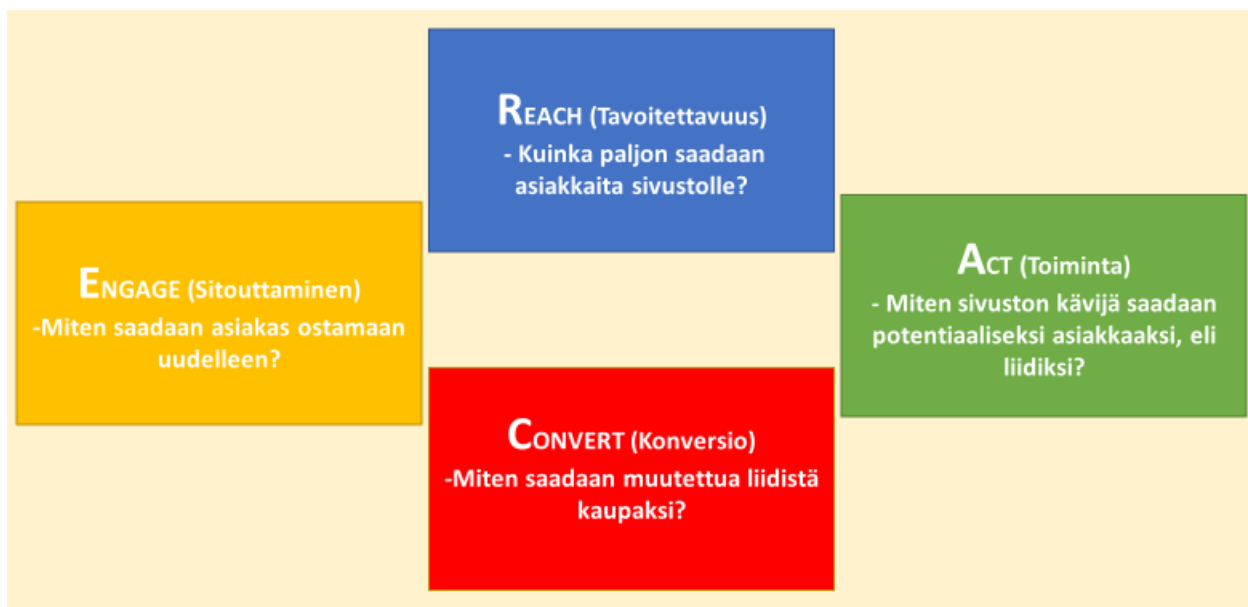 REACH (Tavoitettavuus)
- Kuinka paljon saadaan
asiakkaita sivustolle?
ACT (Toiminta)
- Miten sivuston kävijä saadaan
potentiaaliseksi asiakkaaksi, eli
liidiksi?
CONVERT (Konversio)
-Miten saadaan muutettua liidistä
kaupaksi?
ENGAGE (Sitouttaminen)
-Miten saadaan asiakas ostamaan
uudelleen?